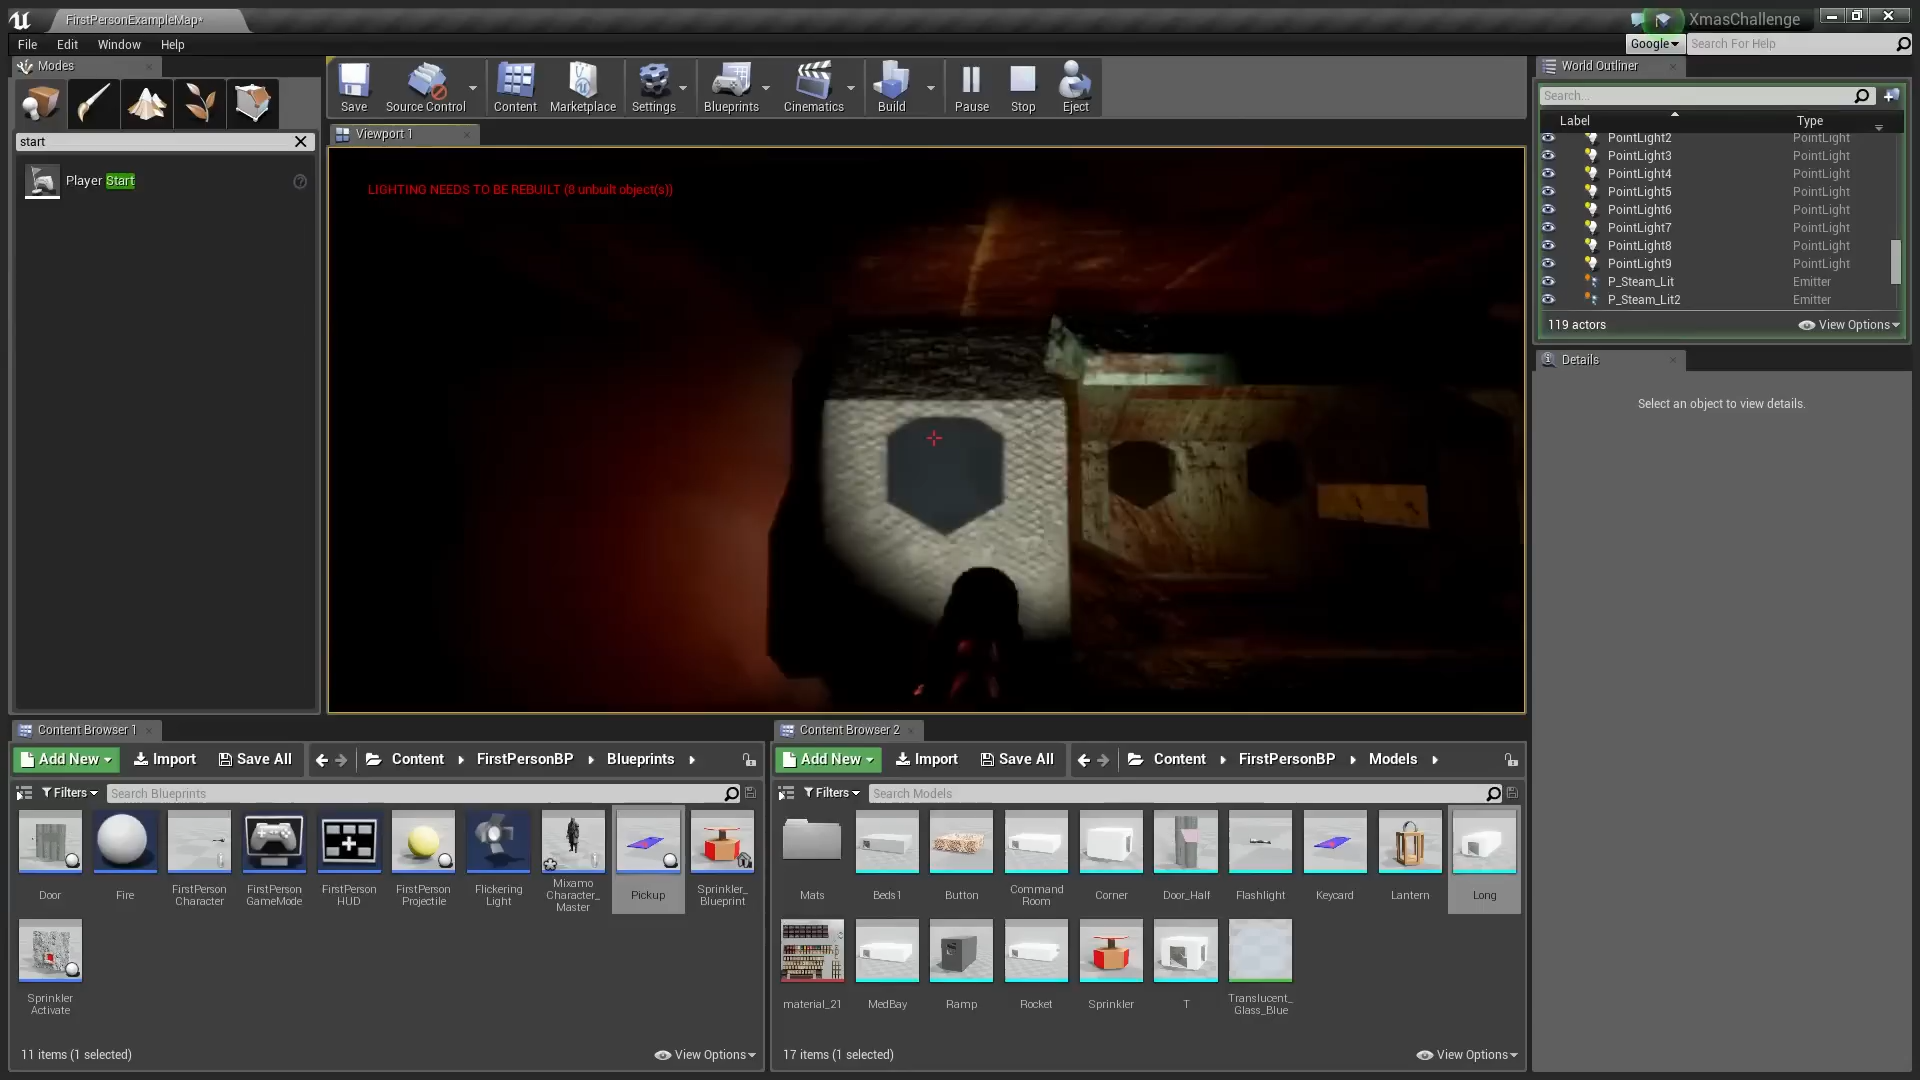 FirstPersonExampleMap*
XmasChallenge
File Edit Window Help
Google Search For Help
Modes
World Outliner
Save Source Control Content Marketplace Settings Blueprints Cinematics Build Pause Stop Eject
Search...
Label Type
start
Viewport 1
PointLight2 PointLight
PointLight3 PointLight
PointLight4 PointLight
PointLight5 PointLight
PointLight6 PointLight
PointLight7 PointLight
PointLight8 PointLight
PointLight9 PointLight
P_Steam_Lit Emitter
P_Steam_Lit2 Emitter
119 actors View Options
Player Start
LIGHTING NEEDS TO BE REBUILT (8 unbuilt object(s))
Details
Select an object to view details.
Content Browser 1
Add New Import Save All Content FirstPersonBP Blueprints
Filters Search Blueprints
Door
Fire
FirstPerson
Character
FirstPerson
GameMode
FirstPerson
HUD
FirstPerson
Projectile
Flickering
Light
Mixamo
Character_
Master
Pickup
Sprinkler_
Blueprint
Sprinkler
Activate
11 items (1 selected) View Options
Content Browser 2
Add New Import Save All Content FirstPersonBP Models
Filters Search Models
Mats
Beds1
Button
Command
Room
Corner
Door_Half
Flashlight
Keycard
Lantern
Long
material_21
MedBay
Ramp
Rocket
Sprinkler
T
Translucent_
Glass_Blue
17 items (1 selected) View Options